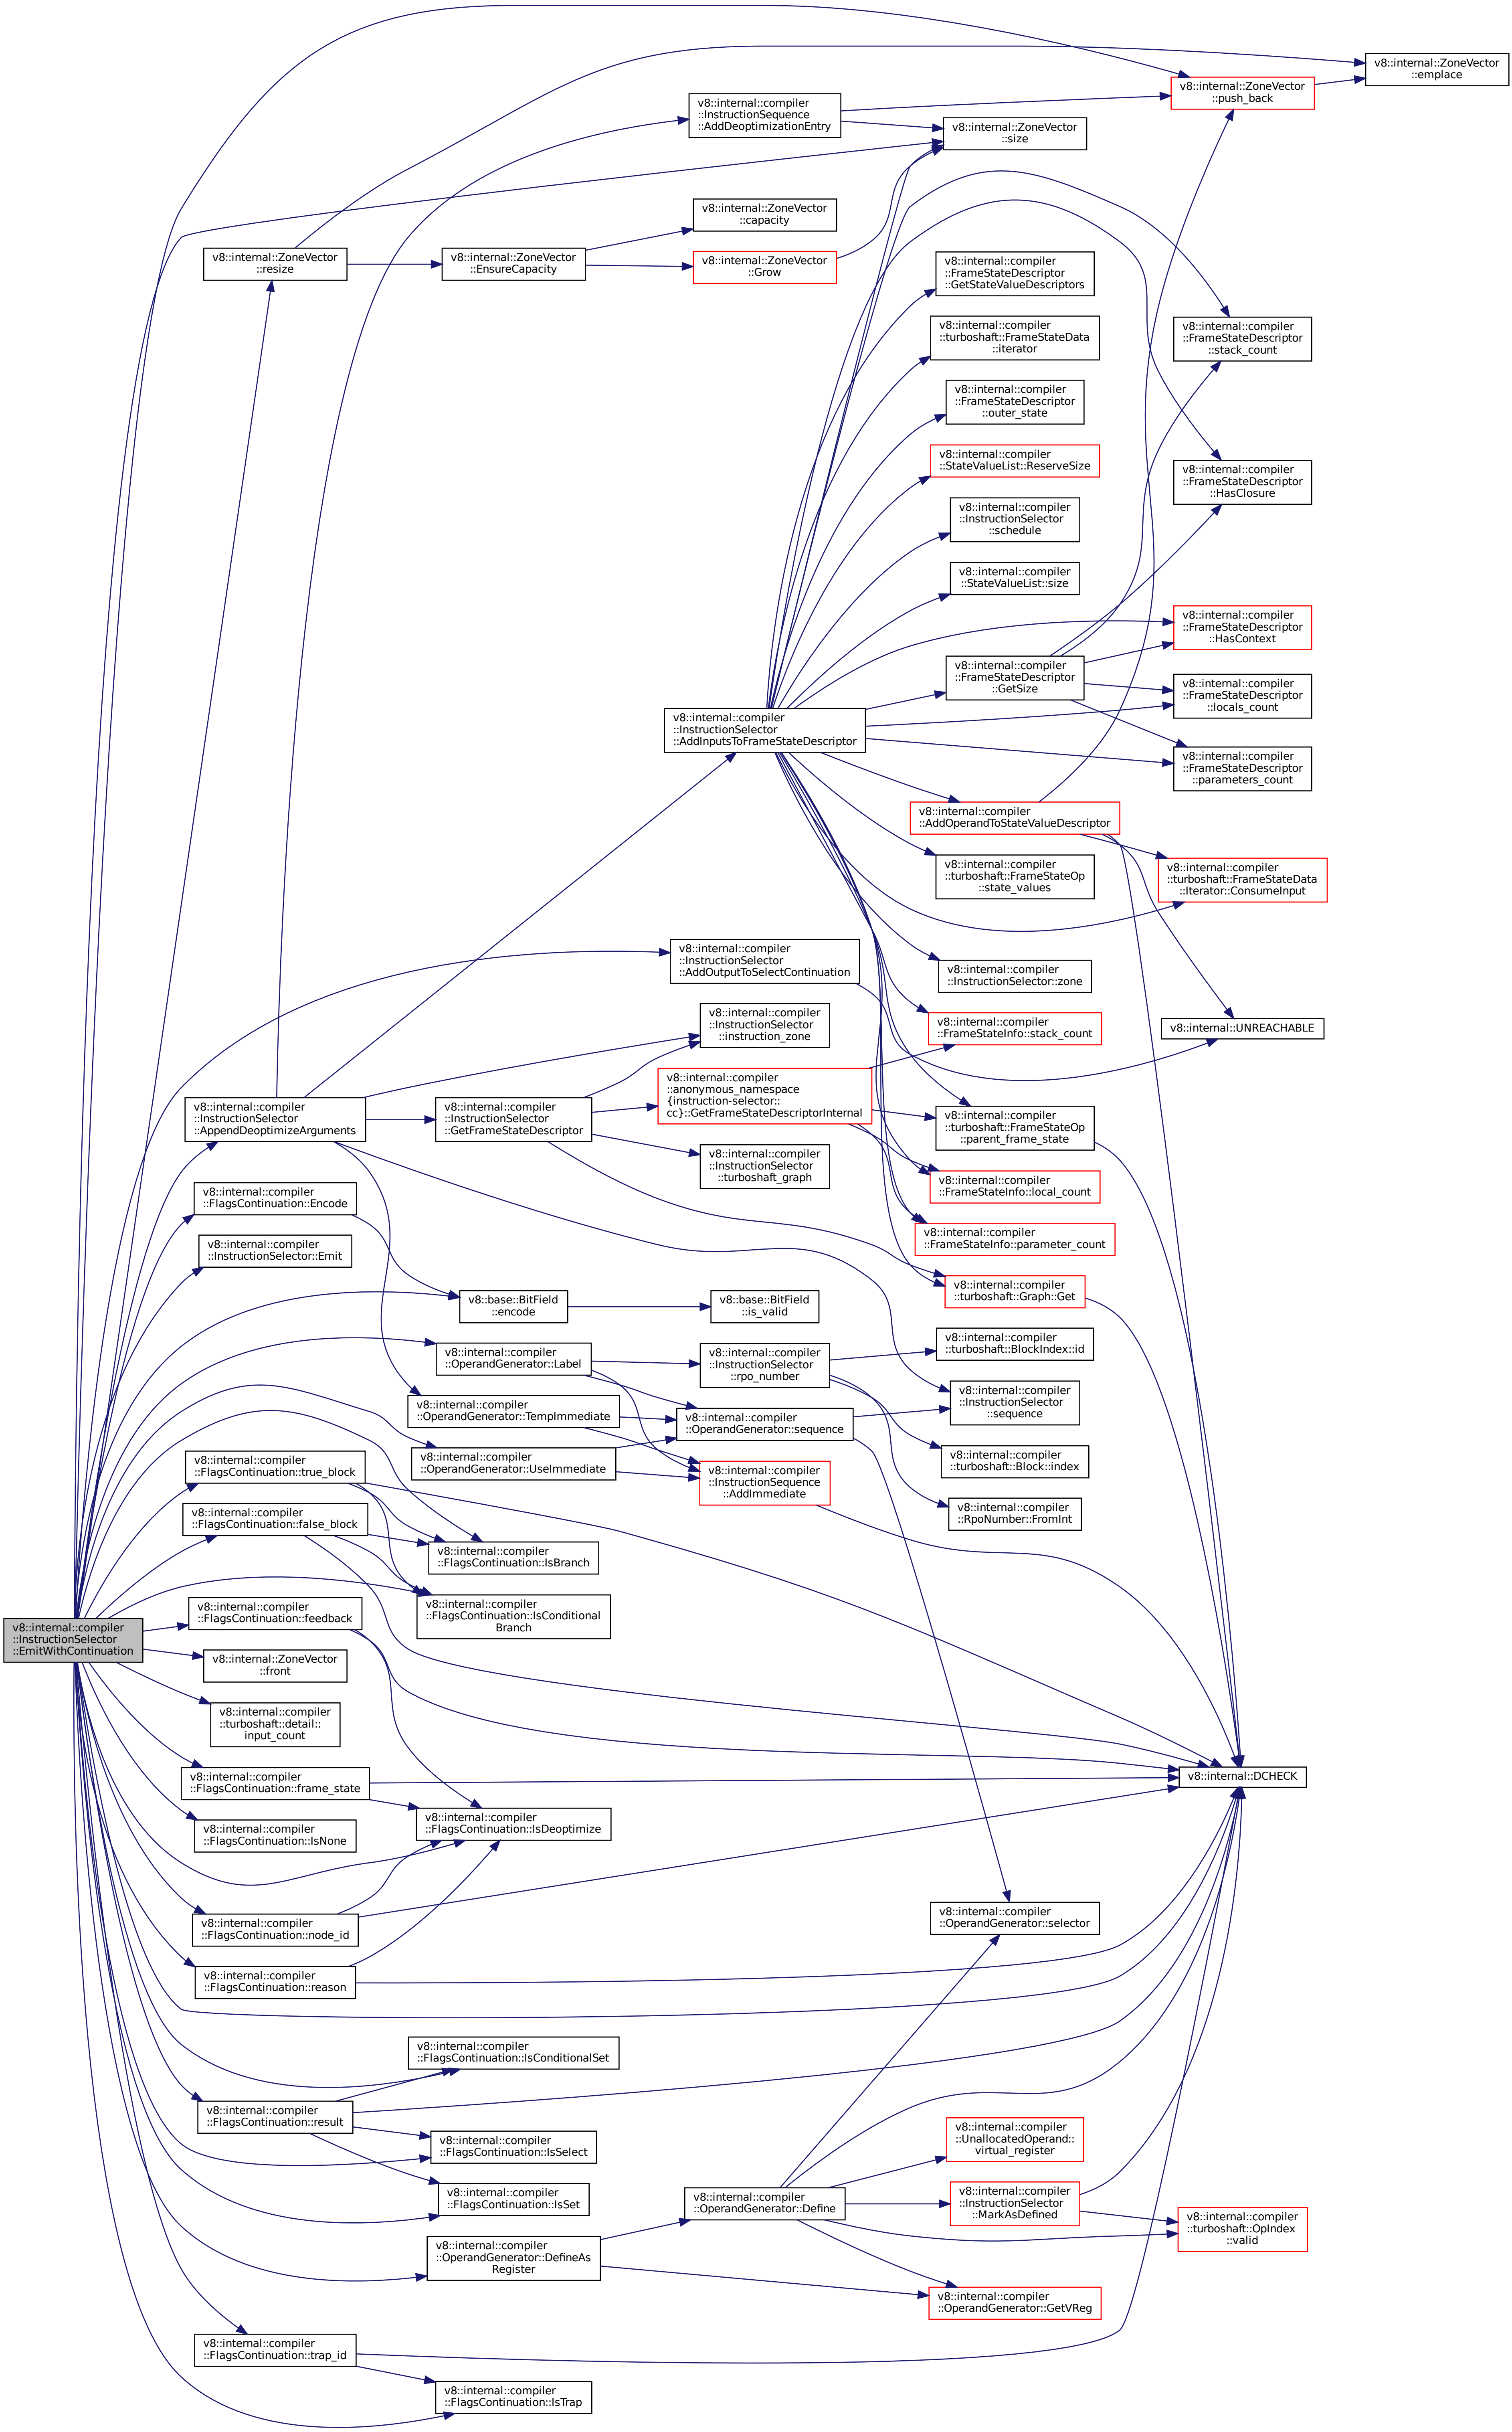 v8::internal::ZoneVector
::emplace
v8::internal::ZoneVector
::push_back
v8::internal::compiler
::InstructionSequence
::AddDeoptimizationEntry
v8::internal::ZoneVector
::size
v8::internal::ZoneVector
::capacity
v8::internal::ZoneVector
::resize
v8::internal::ZoneVector
::EnsureCapacity
v8::internal::ZoneVector
::Grow
v8::internal::compiler
::FrameStateDescriptor
::GetStateValueDescriptors
v8::internal::compiler
::turboshaft::FrameStateData
::iterator
v8::internal::compiler
::FrameStateDescriptor
::stack_count
v8::internal::compiler
::FrameStateDescriptor
::outer_state
v8::internal::compiler
::StateValueList::ReserveSize
v8::internal::compiler
::FrameStateDescriptor
::HasClosure
v8::internal::compiler
::InstructionSelector
::schedule
v8::internal::compiler
::StateValueList::size
v8::internal::compiler
::FrameStateDescriptor
::HasContext
v8::internal::compiler
::FrameStateDescriptor
::GetSize
v8::internal::compiler
::FrameStateDescriptor
::locals_count
v8::internal::compiler
::InstructionSelector
::AddInputsToFrameStateDescriptor
v8::internal::compiler
::FrameStateDescriptor
::parameters_count
v8::internal::compiler
::AddOperandToStateValueDescriptor
v8::internal::compiler
::turboshaft::FrameStateOp
::state_values
v8::internal::compiler
::turboshaft::FrameStateData
::Iterator::ConsumeInput
v8::internal::compiler
::InstructionSelector
::AddOutputToSelectContinuation
v8::internal::compiler
::InstructionSelector::zone
v8::internal::compiler
::InstructionSelector
::instruction_zone
v8::internal::compiler
::FrameStateInfo::stack_count
v8::internal::UNREACHABLE
v8::internal::compiler
::InstructionSelector
::AppendDeoptimizeArguments
v8::internal::compiler
::InstructionSelector
::GetFrameStateDescriptor
v8::internal::compiler
::anonymous_namespace
{instruction-selector::
cc}::GetFrameStateDescriptorInternal
v8::internal::compiler
::turboshaft::FrameStateOp
::parent_frame_state
v8::internal::compiler
::InstructionSelector
::turboshaft_graph
v8::internal::compiler
::FrameStateInfo::local_count
v8::internal::compiler
::FlagsContinuation::Encode
v8::internal::compiler
::InstructionSelector::Emit
v8::internal::compiler
::FrameStateInfo::parameter_count
v8::internal::compiler
::turboshaft::Graph::Get
v8::base::BitField
::encode
v8::base::BitField
::is_valid
v8::internal::compiler
::OperandGenerator::Label
v8::internal::compiler
::InstructionSelector
::rpo_number
v8::internal::compiler
::turboshaft::BlockIndex::id
v8::internal::compiler
::OperandGenerator::TempImmediate
v8::internal::compiler
::OperandGenerator::sequence
v8::internal::compiler
::InstructionSelector
::sequence
v8::internal::compiler
::OperandGenerator::UseImmediate
v8::internal::compiler
::InstructionSequence
::AddImmediate
v8::internal::compiler
::turboshaft::Block::index
v8::internal::compiler
::RpoNumber::FromInt
v8::internal::compiler
::FlagsContinuation::true_block
v8::internal::compiler
::FlagsContinuation::false_block
v8::internal::compiler
::FlagsContinuation::IsBranch
v8::internal::compiler
::FlagsContinuation::IsConditional
Branch
v8::internal::compiler
::InstructionSelector
::EmitWithContinuation
v8::internal::compiler
::FlagsContinuation::feedback
v8::internal::ZoneVector
::front
v8::internal::compiler
::turboshaft::detail::
input_count
v8::internal::compiler
::FlagsContinuation::frame_state
v8::internal::DCHECK
v8::internal::compiler
::FlagsContinuation::IsNone
v8::internal::compiler
::FlagsContinuation::IsDeoptimize
v8::internal::compiler
::FlagsContinuation::node_id
v8::internal::compiler
::OperandGenerator::selector
v8::internal::compiler
::FlagsContinuation::reason
v8::internal::compiler
::FlagsContinuation::IsConditionalSet
v8::internal::compiler
::FlagsContinuation::result
v8::internal::compiler
::FlagsContinuation::IsSelect
v8::internal::compiler
::FlagsContinuation::IsSet
v8::internal::compiler
::UnallocatedOperand::
virtual_register
v8::internal::compiler
::OperandGenerator::Define
v8::internal::compiler
::InstructionSelector
::MarkAsDefined
v8::internal::compiler
::turboshaft::OpIndex
::valid
v8::internal::compiler
::OperandGenerator::DefineAs
Register
v8::internal::compiler
::OperandGenerator::GetVReg
v8::internal::compiler
::FlagsContinuation::trap_id
v8::internal::compiler
::FlagsContinuation::IsTrap